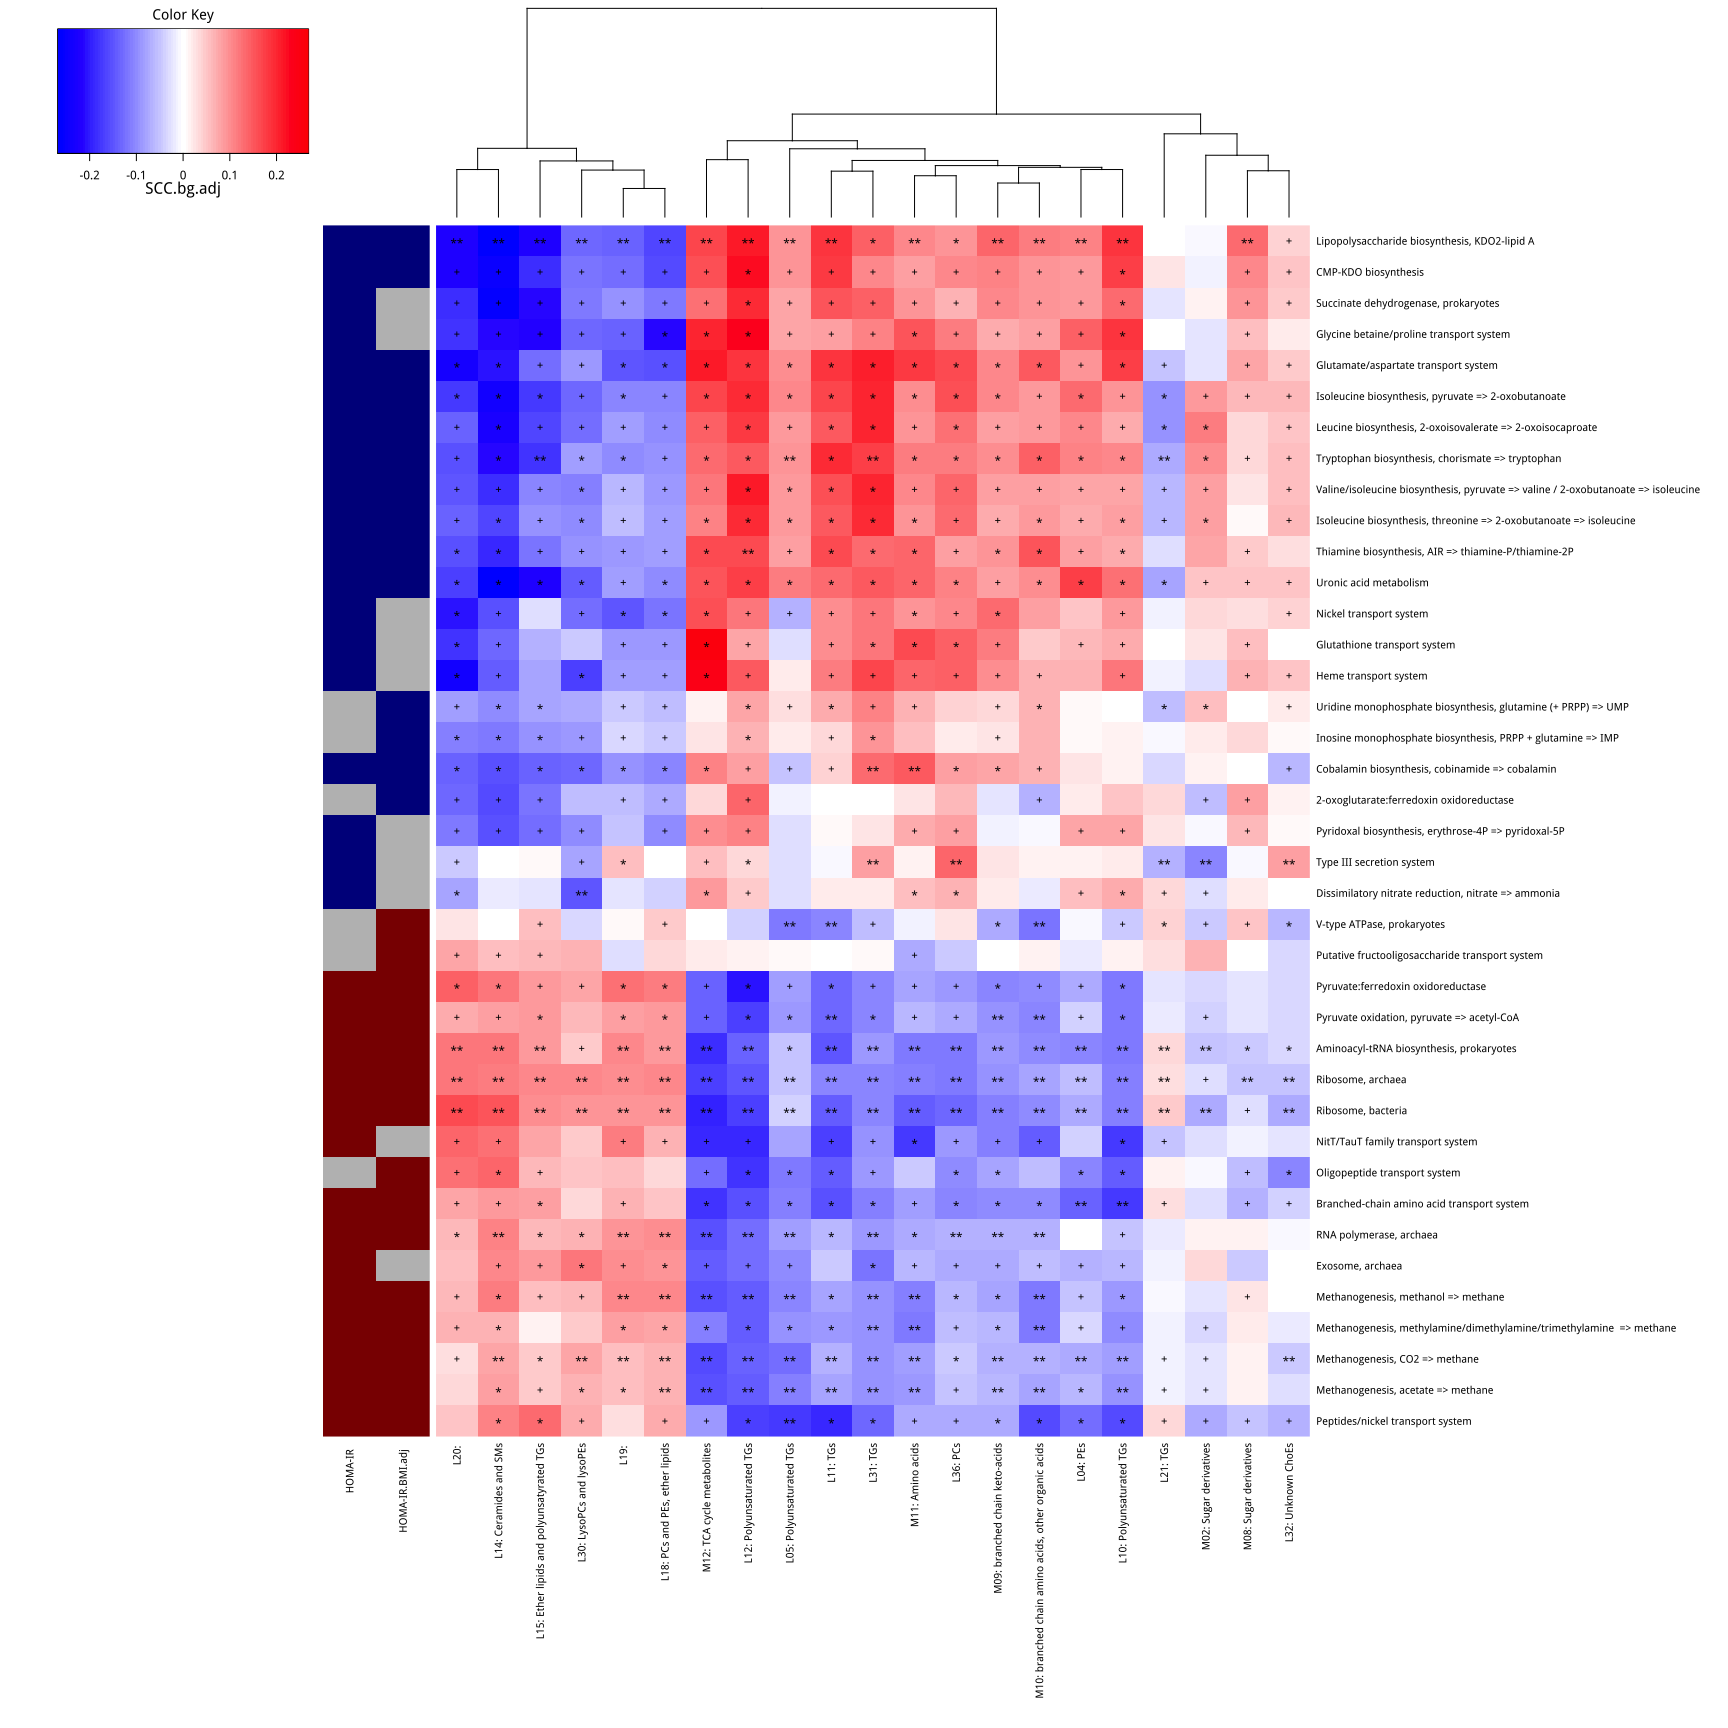 Color Key
-0.2 -0.1 0 0.1 0.2
SCC.bg.adj
Lipopolysaccharide biosynthesis, KDO2-lipid A
CMP-KDO biosynthesis
Succinate dehydrogenase, prokaryotes
Glycine betaine/proline transport system
Glutamate/aspartate transport system
Isoleucine biosynthesis, pyruvate => 2-oxobutanoate
Leucine biosynthesis, 2-oxoisovalerate => 2-oxoisocaproate
Tryptophan biosynthesis, chorismate => tryptophan
Valine/isoleucine biosynthesis, pyruvate => valine / 2-oxobutanoate => isoleucine
Isoleucine biosynthesis, threonine => 2-oxobutanoate => isoleucine
Thiamine biosynthesis, AIR => thiamine-P/thiamine-2P
Uronic acid metabolism
Nickel transport system
Glutathione transport system
Heme transport system
Uridine monophosphate biosynthesis, glutamine (+ PRPP) => UMP
Inosine monophosphate biosynthesis, PRPP + glutamine => IMP
Cobalamin biosynthesis, cobinamide => cobalamin
2-oxoglutarate:ferredoxin oxidoreductase
Pyridoxal biosynthesis, erythrose-4P => pyridoxal-5P
Type III secretion system
Dissimilatory nitrate reduction, nitrate => ammonia
V-type ATPase, prokaryotes
Putative fructooligosaccharide transport system
Pyruvate:ferredoxin oxidoreductase
Pyruvate oxidation, pyruvate => acetyl-CoA
Aminoacyl-tRNA biosynthesis, prokaryotes
Ribosome, archaea
Ribosome, bacteria
NitT/TauT family transport system
Oligopeptide transport system
Branched-chain amino acid transport system
RNA polymerase, archaea
Exosome, archaea
Methanogenesis, methanol => methane
Methanogenesis, methylamine/dimethylamine/trimethylamine => methane
Methanogenesis, CO2 => methane
Methanogenesis, acetate => methane
Peptides/nickel transport system
HOMA-IR
HOMA-IR.BMI.adj
L20:
L14: Ceramides and SMs
L15: Ether lipids and polyunsatyrated TGs
L30: LysoPCs and lysoPEs
L19:
L18: PCs and PEs, ether lipids
M12: TCA cycle metabolites
L12: Polyunsaturated TGs
L05: Polyunsaturated TGs
L11: TGs
L31: TGs
M11: Amino acids
L36: PCs
M09: branched chain keto-acids
M10: branched chain amino acids, other organic acids
L04: PEs
L10: Polyunsaturated TGs
L21: TGs
M02: Sugar derivatives
M08: Sugar derivatives
L32: Unknown ChoEs